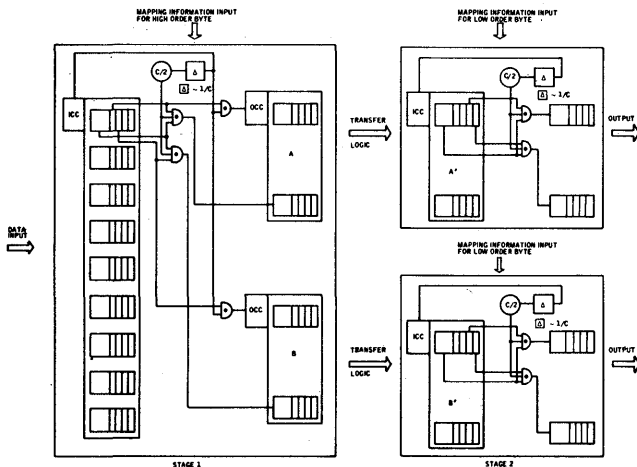 MAPPING INFORMATION INPUT
FOR HIGH ORDER BYTE
C/2
Δ
Δ ~ 1/C
ICC
OCC
A
DATA
INPUT
OCC
B
STAGE 1
TRANSFER
LOGIC
TRANSFER
LOGIC
MAPPING INFORMATION INPUT
FOR LOW ORDER BYTE
C/2
Δ
Δ ~ 1/C
ICC
A'
OUTPUT
MAPPING INFORMATION INPUT
FOR LOW ORDER BYTE
C/2
Δ
Δ ~ 1/C
ICC
B'
OUTPUT
STAGE 2